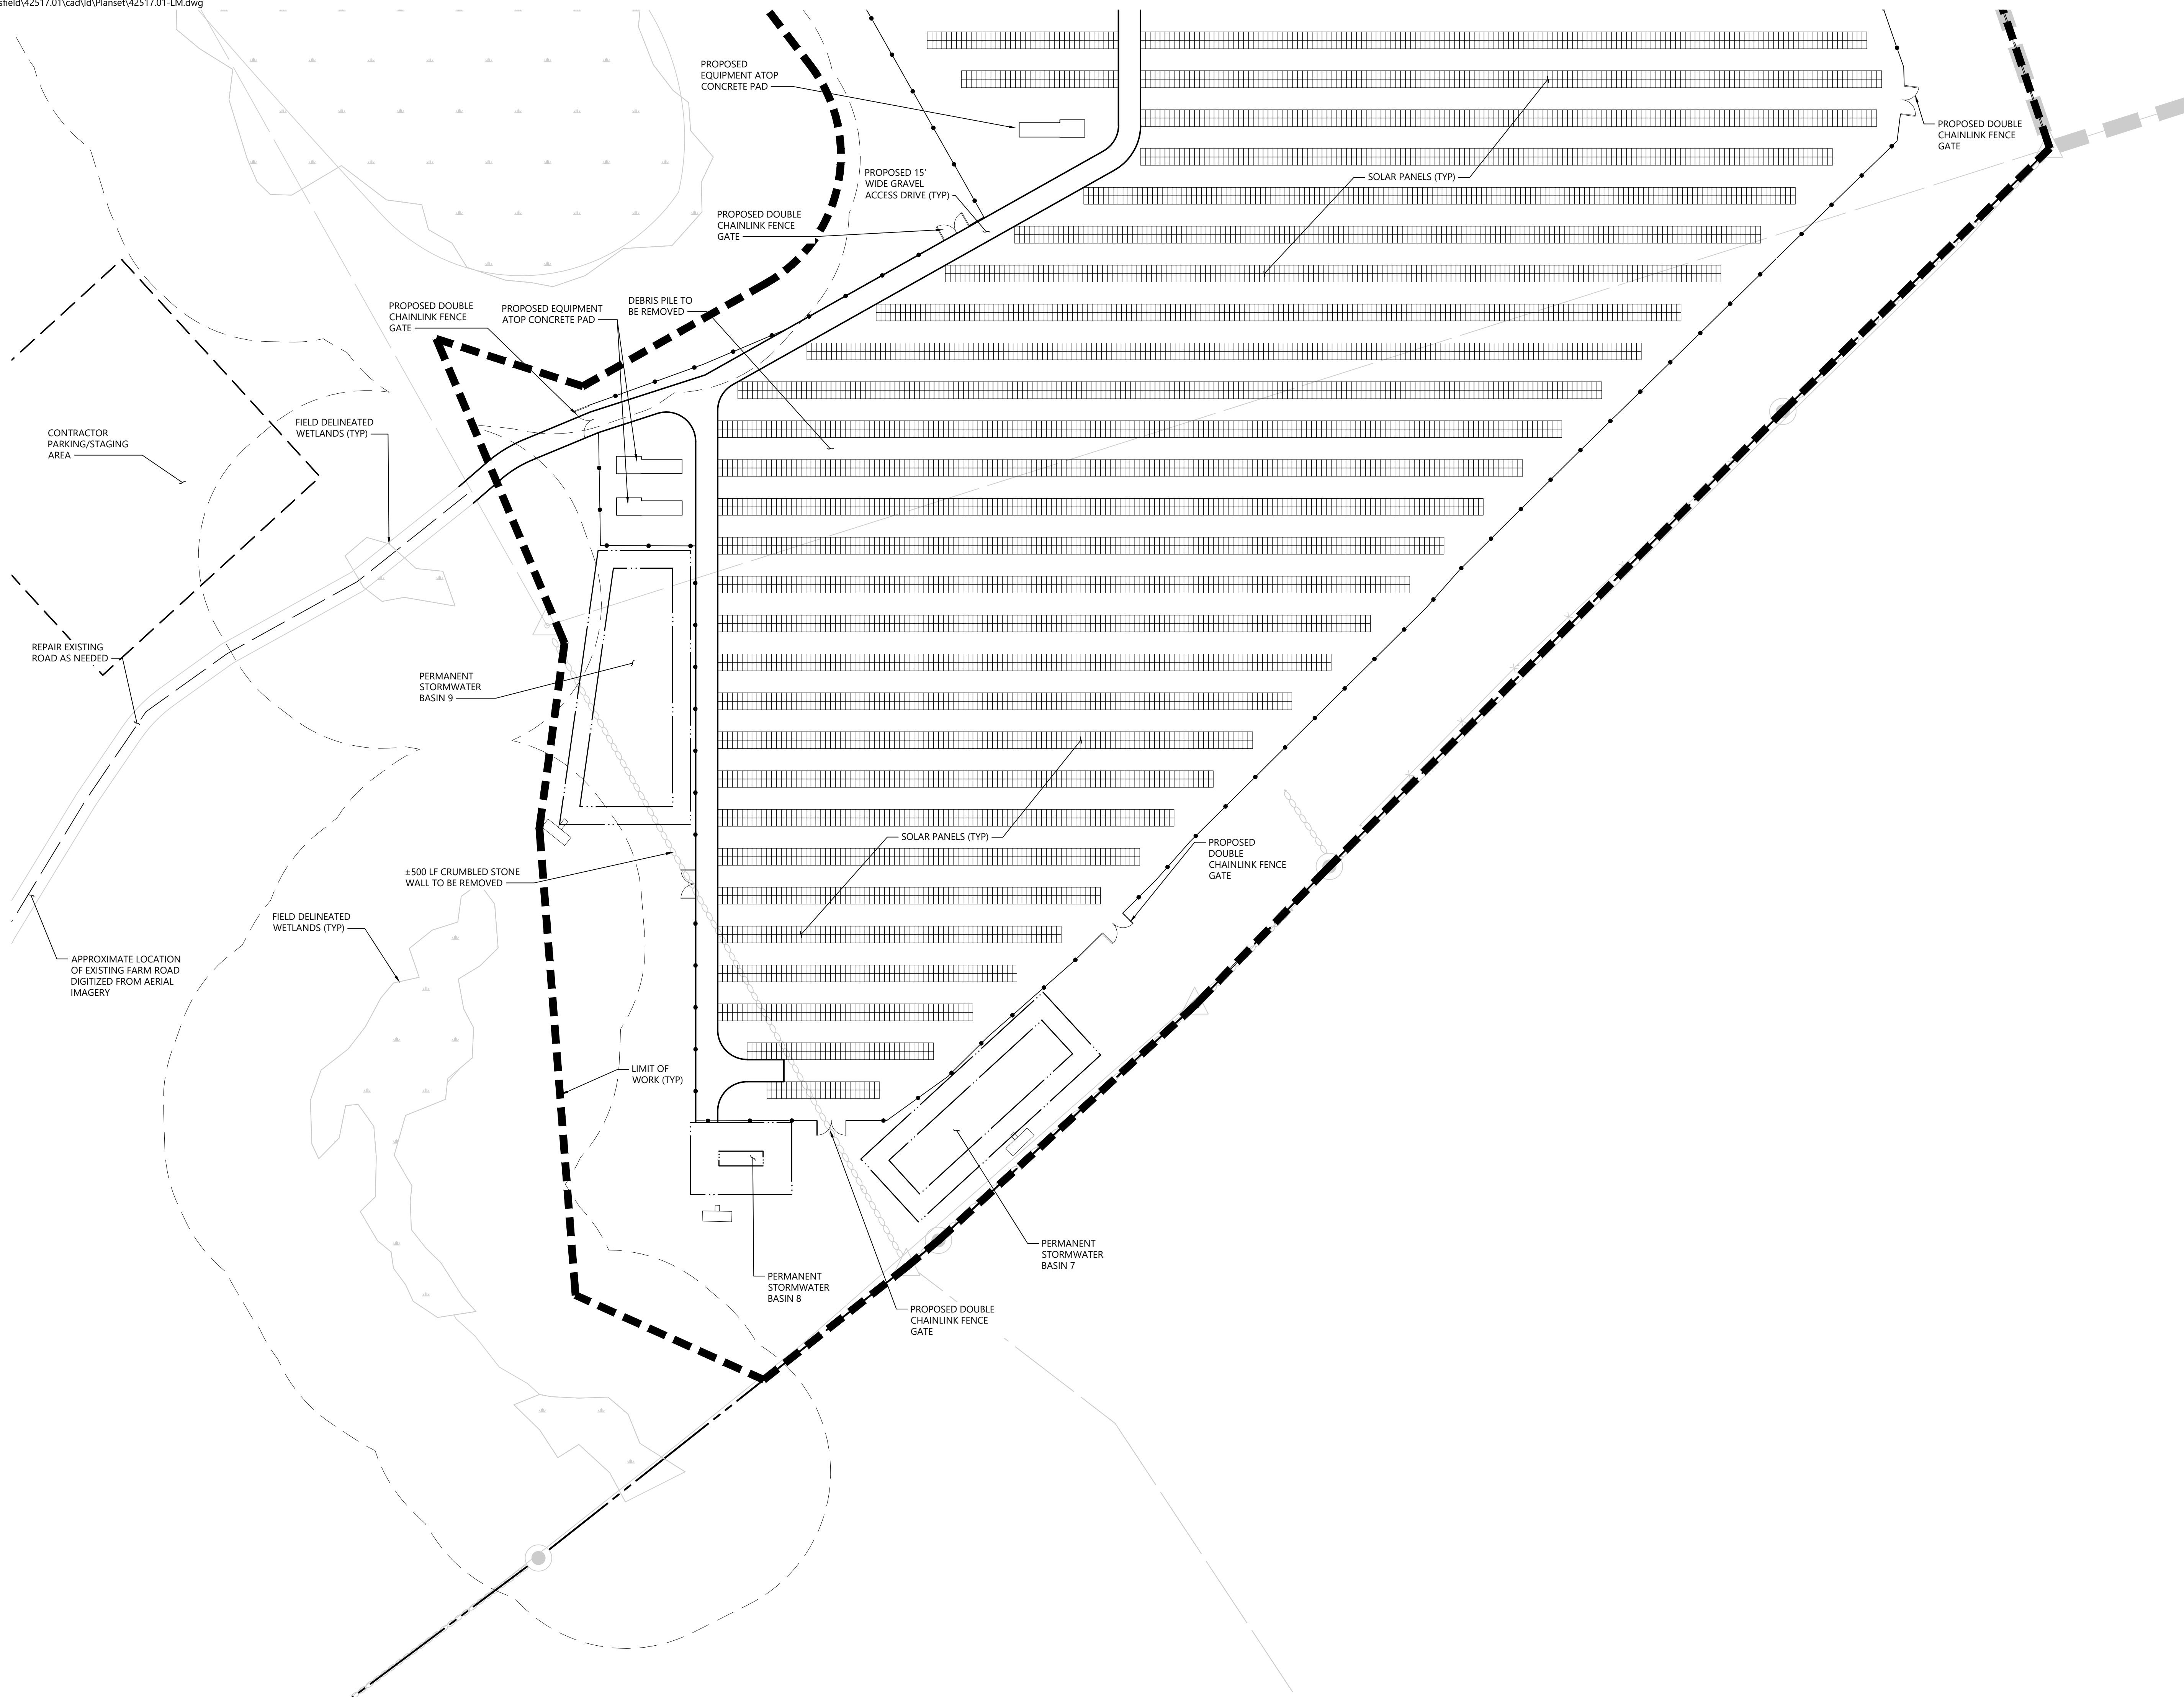 sfield\42517.01\cad\ld\Planset\42517.01-LM.dwg
PROPOSED
EQUIPMENT ATOP
CONCRETE PAD
PROPOSED DOUBLE
CHAINLINK FENCE
GATE
PROPOSED 15'
WIDE GRAVEL
ACCESS DRIVE (TYP)
SOLAR PANELS (TYP)
PROPOSED DOUBLE
CHAINLINK FENCE
GATE
PROPOSED DOUBLE
CHAINLINK FENCE
GATE
PROPOSED EQUIPMENT
ATOP CONCRETE PAD
DEBRIS PILE TO
BE REMOVED
FIELD DELINEATED
WETLANDS (TYP)
CONTRACTOR
PARKING/STAGING
AREA
REPAIR EXISTING
ROAD AS NEEDED
PERMANENT
STORMWATER
BASIN 9
SOLAR PANELS (TYP)
PROPOSED
DOUBLE
CHAINLINK FENCE
GATE
±500 LF CRUMBLED STONE
WALL TO BE REMOVED
FIELD DELINEATED
WETLANDS (TYP)
APPROXIMATE LOCATION
OF EXISTING FARM ROAD
DIGITIZED FROM AERIAL
IMAGERY
LIMIT OF
WORK (TYP)
PERMANENT
STORMWATER
BASIN 7
PERMANENT
STORMWATER
BASIN 8
PROPOSED DOUBLE
CHAINLINK FENCE
GATE